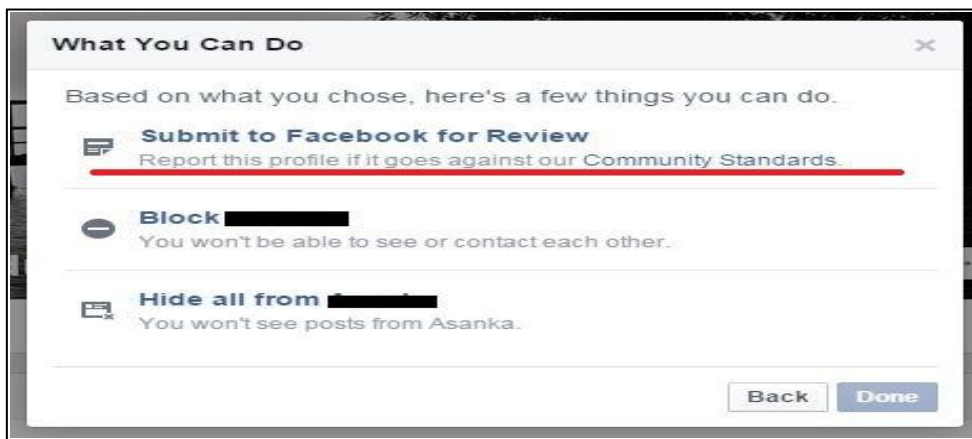 What You Can Do
Based on what you chose, here's a few things you can do.
Submit to Facebook for Review
Report this profile if it goes against our Community Standards.
Block
You won't be able to see or contact each other.
Hide all from
You won't see posts from Asanka.
Back Done